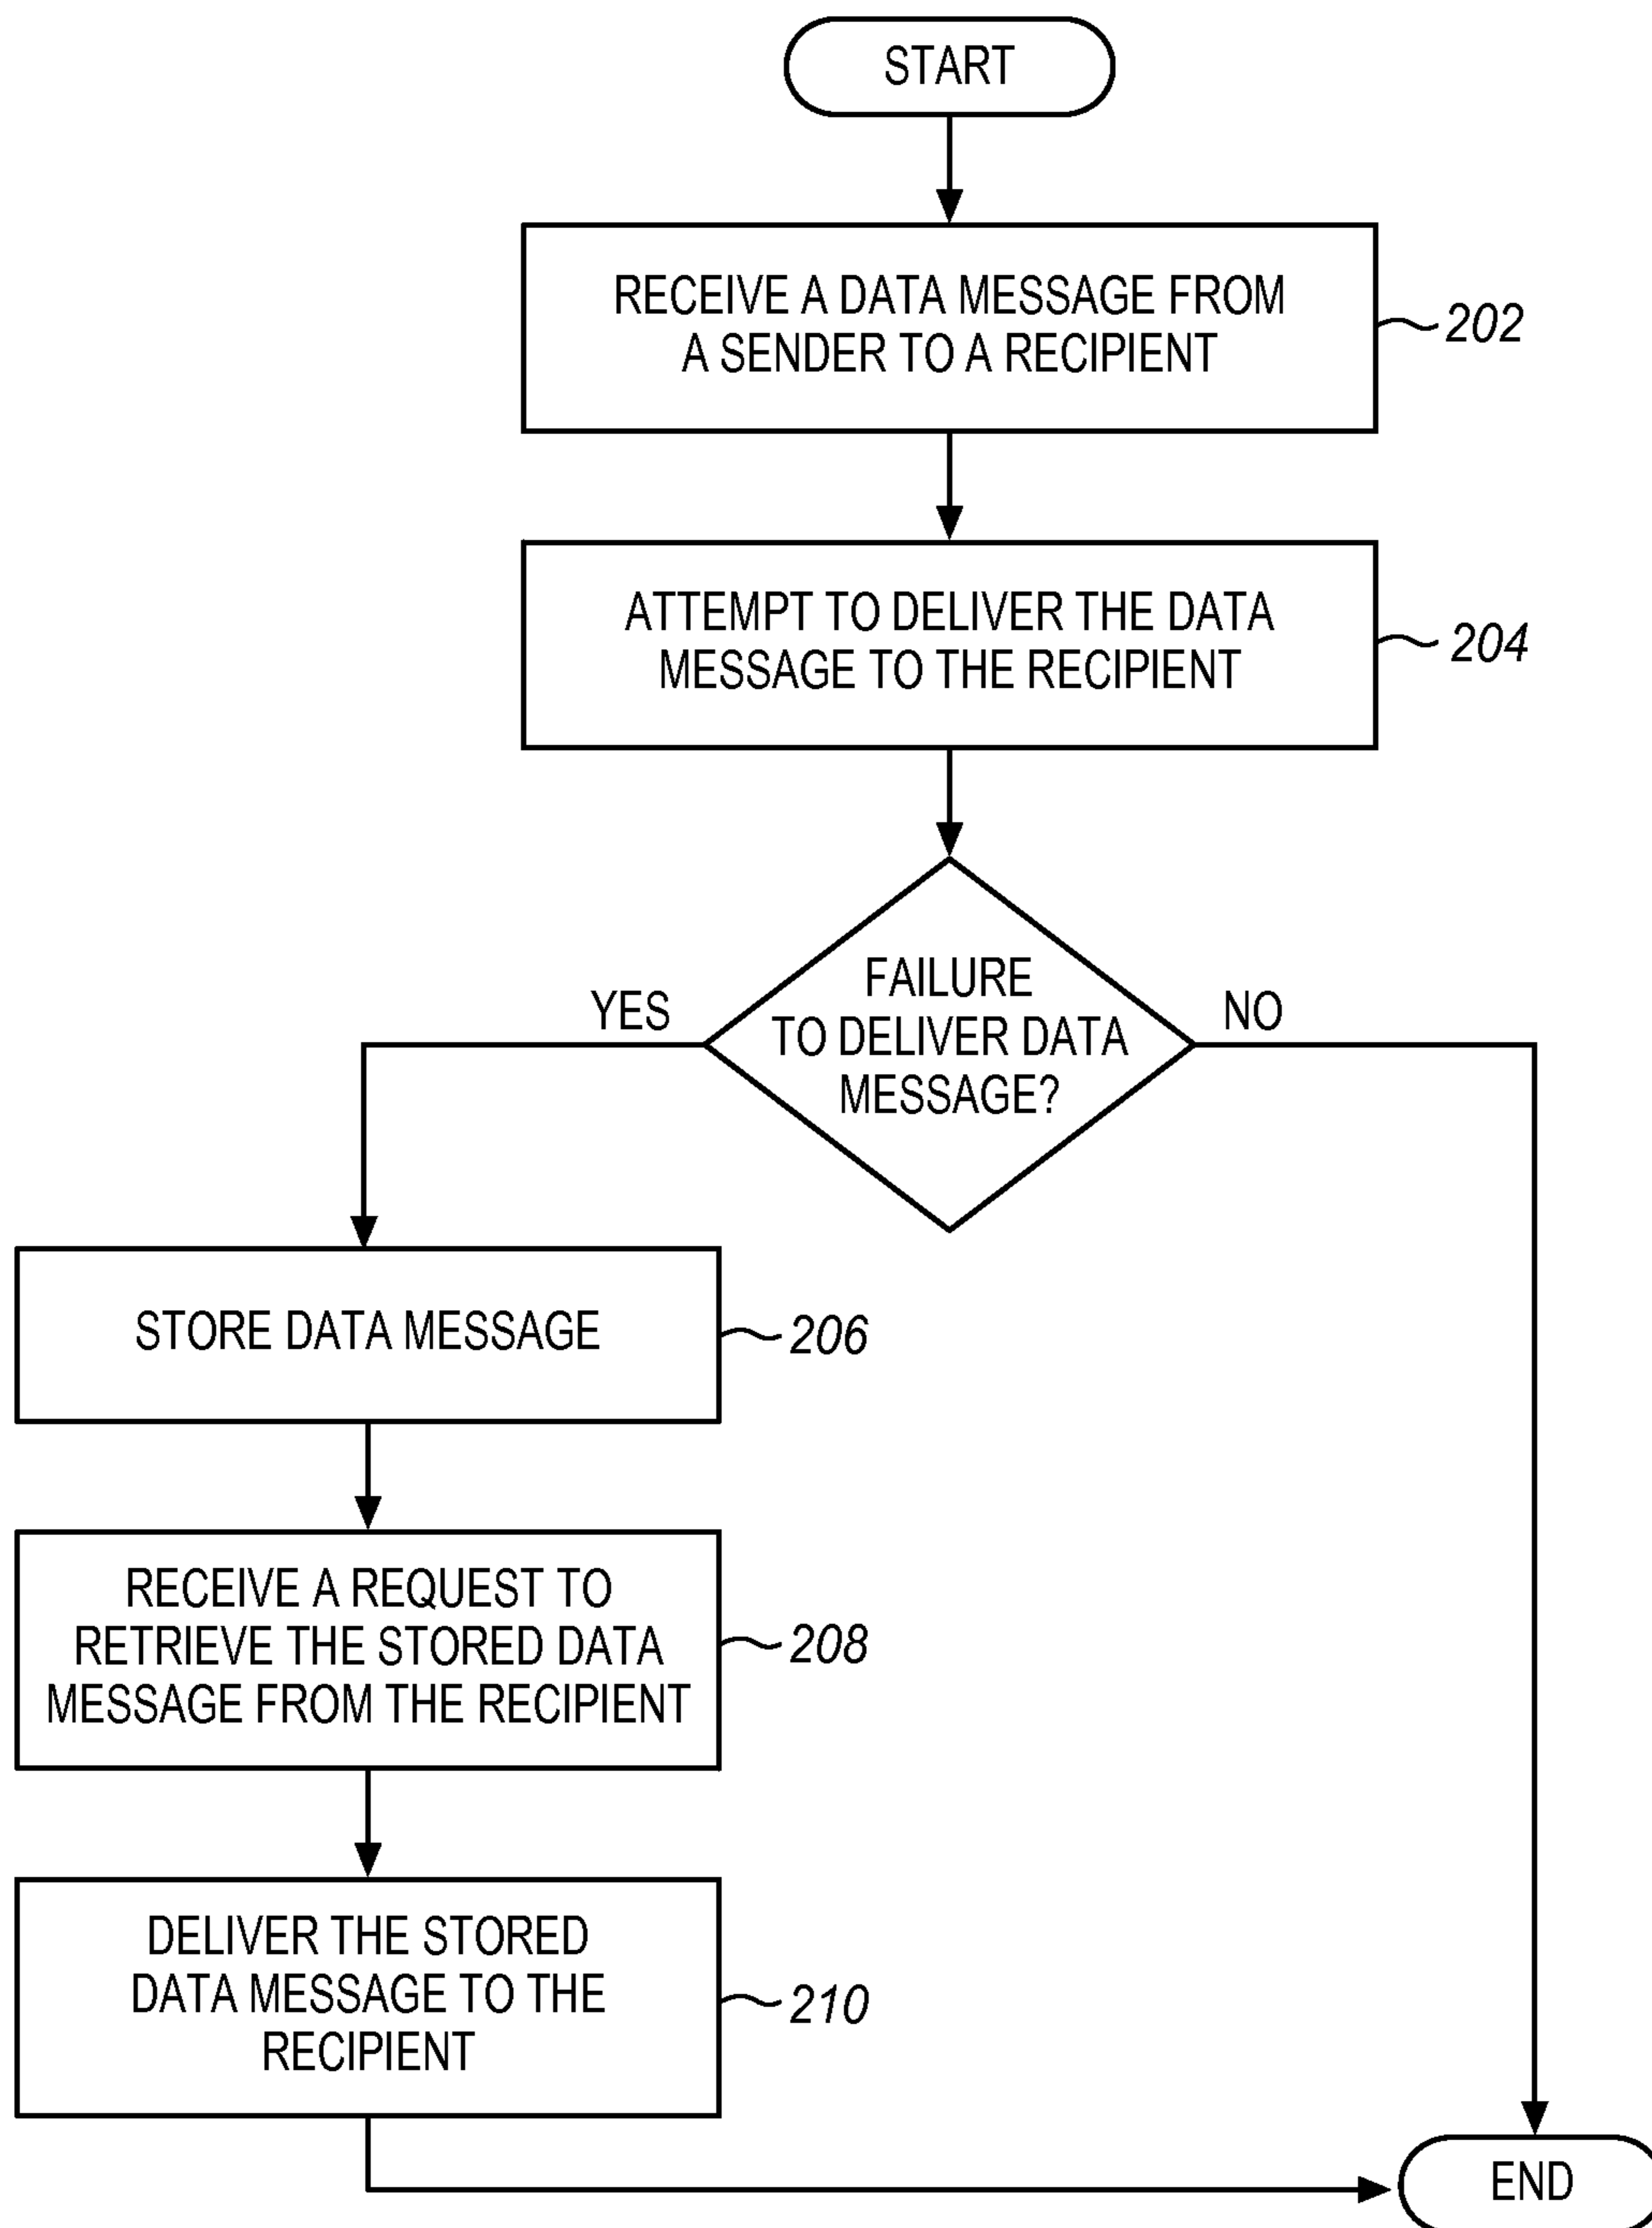 START
RECEIVE A DATA MESSAGE FROM
A SENDER TO A RECIPIENT
202
ATTEMPT TO DELIVER THE DATA
MESSAGE TO THE RECIPIENT
204
FAILURE
TO DELIVER DATA
MESSAGE?
YES
NO
STORE DATA MESSAGE
206
RECEIVE A REQUEST TO
RETRIEVE THE STORED DATA
MESSAGE FROM THE RECIPIENT
208
DELIVER THE STORED
DATA MESSAGE TO THE
RECIPIENT
210
END